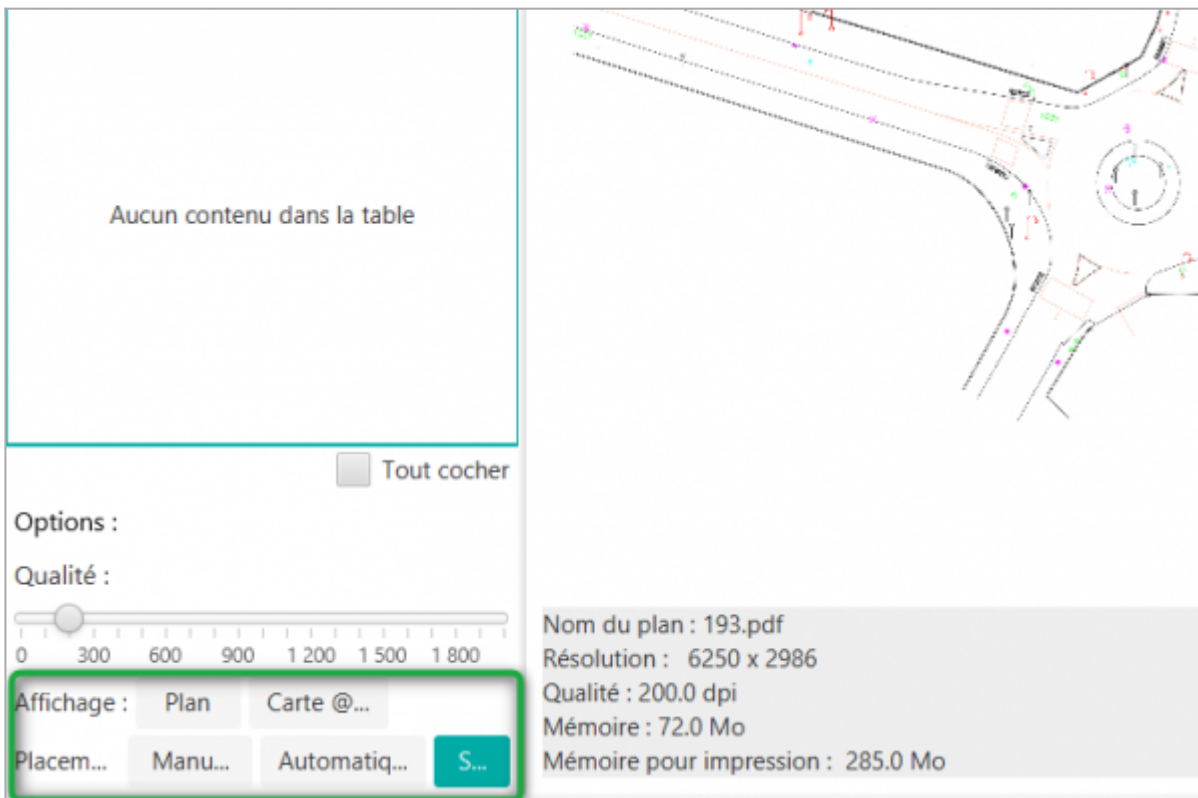 Aucun contenu dans la table
Tout cocher
Options :
Qualité :
0 300 600 900 1 200 1 500 1 800
Affichage : Plan Carte @...
Placem... Manu... Automatiq... S...
Nom du plan : 193.pdf
Résolution : 6250 x 2986
Qualité : 200.0 dpi
Mémoire : 72.0 Mo
Mémoire pour impression : 285.0 Mo